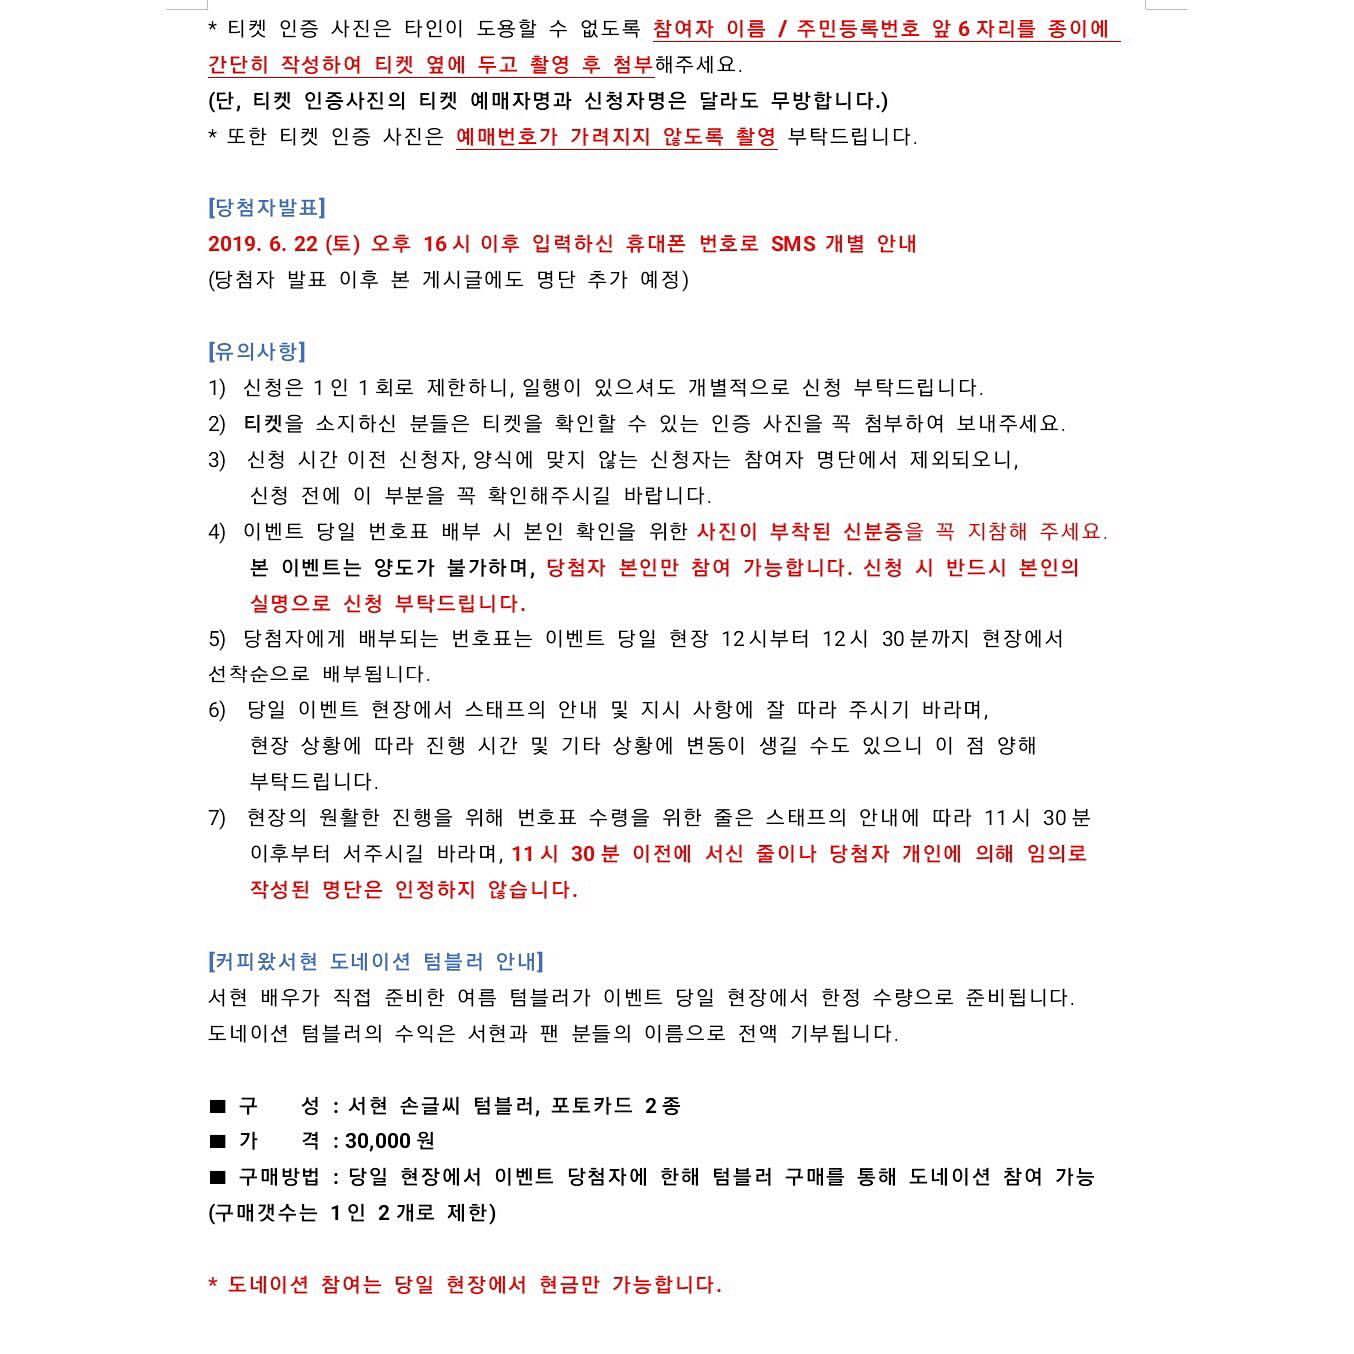 * 티켓 인증 사진은 타인이 도용할 수 없도록 참여자 이름 / 주민등록번호 앞 6 자리를 종이에
간단히 작성하여 티켓 옆에 두고 촬영 후 첨부해주세요.
(단, 티켓 인증사진의 티켓 예매자명과 신청자명은 달라도 무방합니다.)
* 또한 티켓 인증 사진은 예매번호가 가려지지 않도록 촬영 부탁드립니다.
[당첨자발표]
2019. 6. 22 (토) 오후 16 시 이후 입력하신 휴대폰 번호로 SMS 개별 안내
(당첨자 발표 이후 본 게시글에도 명단 추가 예정)
[유의사항]
1) 신청은 1 인 1 회로 제한하니, 일행이 있으셔도 개별적으로 신청 부탁드립니다.
2) 티켓을 소지하신 분들은 티켓을 확인할 수 있는 인증 사진을 꼭 첨부하여 보내주세요.
3) 신청 시간 이전 신청자, 양식에 맞지 않는 신청자는 참여자 명단에서 제외되오니,
신청 전에 이 부분을 꼭 확인해주시길 바랍니다.
4) 이벤트 당일 번호표 배부 시 본인 확인을 위한 사진이 부착된 신분증을 꼭 지참해 주세요.
본 이벤트는 양도가 불가하며, 당첨자 본인만 참여 가능합니다. 신청 시 반드시 본인의
실명으로 신청 부탁드립니다.
5) 당첨자에게 배부되는 번호표는 이벤트 당일 현장 12 시부터 12 시 30 분까지 현장에서
선착순으로 배부됩니다.
6) 당일 이벤트 현장에서 스태프의 안내 및 지시 사항에 잘 따라 주시기 바라며,
현장 상황에 따라 진행 시간 및 기타 상황에 변동이 생길 수도 있으니 이 점 양해
부탁드립니다.
7) 현장의 원활한 진행을 위해 번호표 수령을 위한 줄은 스태프의 안내에 따라 11 시 30 분
이후부터 서주시길 바라며, 11 시 30 분 이전에 서신 줄이나 당첨자 개인에 의해 임의로
작성된 명단은 인정하지 않습니다.
[커피왔서현 도네이션 텀블러 안내]
서현 배우가 직접 준비한 여름 텀블러가 이벤트 당일 현장에서 한정 수량으로 준비됩니다.
도네이션 텀블러의 수익은 서현과 팬 분들의 이름으로 전액 기부됩니다.
■ 구 성 : 서현 손글씨 텀블러, 포토카드 2 종
■ 가 격 : 30,000 원
■ 구매방법 : 당일 현장에서 이벤트 당첨자에 한해 텀블러 구매를 통해 도네이션 참여 가능
(구매갯수는 1 인 2 개로 제한)
* 도네이션 참여는 당일 현장에서 현금만 가능합니다.